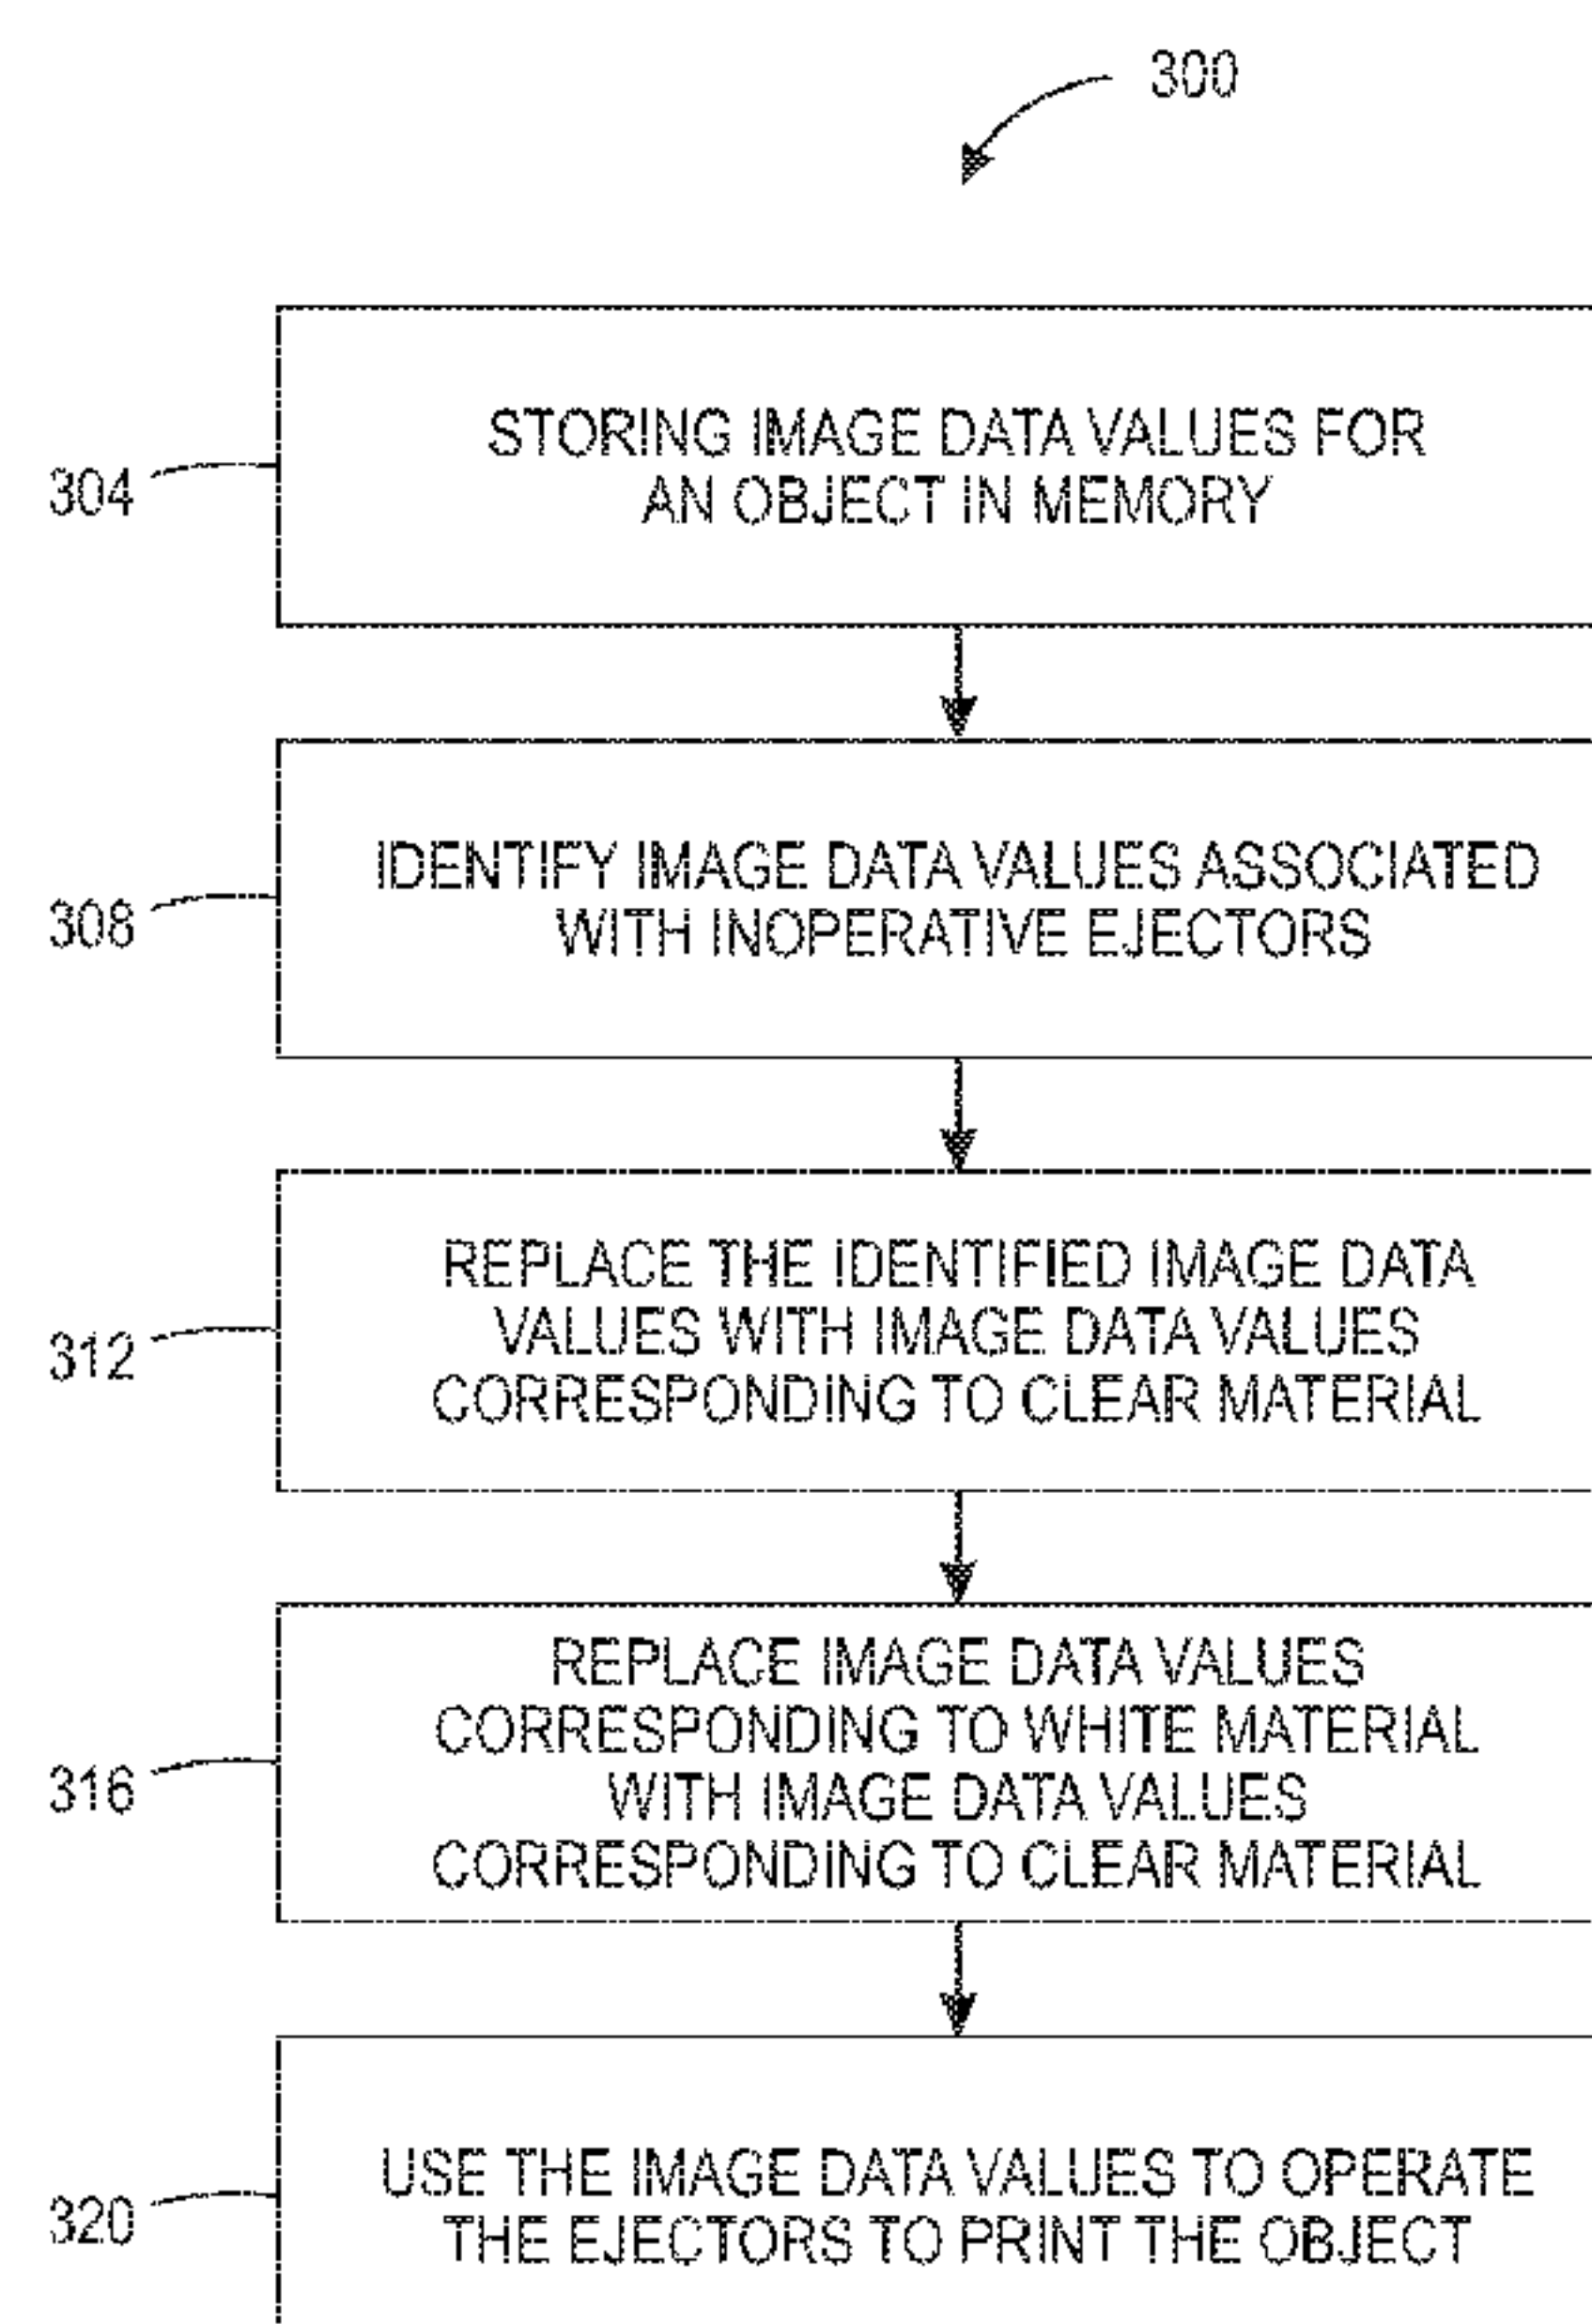 300
304
STORING IMAGE DATA VALUES FOR
AN OBJECT IN MEMORY
308
IDENTIFY IMAGE DATA VALUES ASSOCIATED
WITH INOPERATIVE EJECTORS
312
REPLACE THE IDENTIFIED IMAGE DATA
VALUES WITH IMAGE DATA VALUES
CORRESPONDING TO CLEAR MATERIAL
316
REPLACE IMAGE DATA VALUES
CORRESPONDING TO WHITE MATERIAL
WITH IMAGE DATA VALUES
CORRESPONDING TO CLEAR MATERIAL
320
USE THE IMAGE DATA VALUES TO OPERATE
THE EJECTORS TO PRINT THE OBJECT